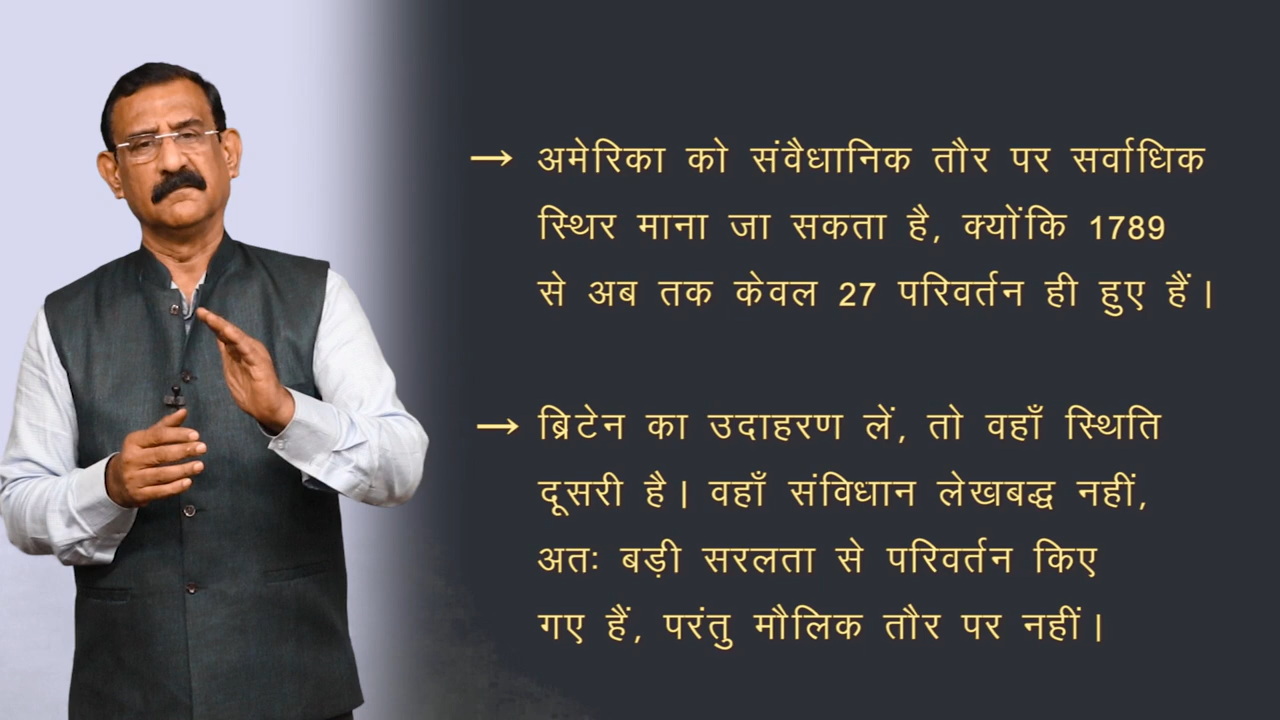 → अमेरिका को संवैधानिक तौर पर सर्वाधिक
स्थिर माना जा सकता है, क्योंकि 1789
से अब तक केवल 27 परिवर्तन ही हुए हैं।
→ ब्रिटेन का उदाहरण लें, तो वहाँ स्थिति
दूसरी है। वहाँ संविधान लेखबद्ध नहीं,
अतः बड़ी सरलता से परिवर्तन किए
गए हैं, परंतु मौलिक तौर पर नहीं।